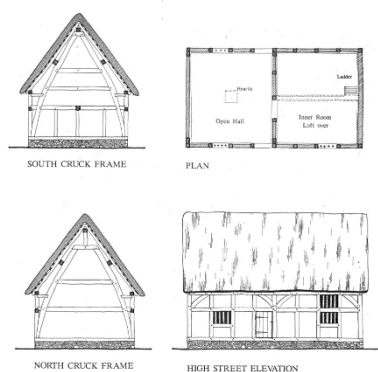 SOUTH CRUCK FRAME
Hearth
Open Hall
Ladder
Inner Room
Loft over
PLAN
NORTH CRUCK FRAME
HIGH STREET ELEVATION